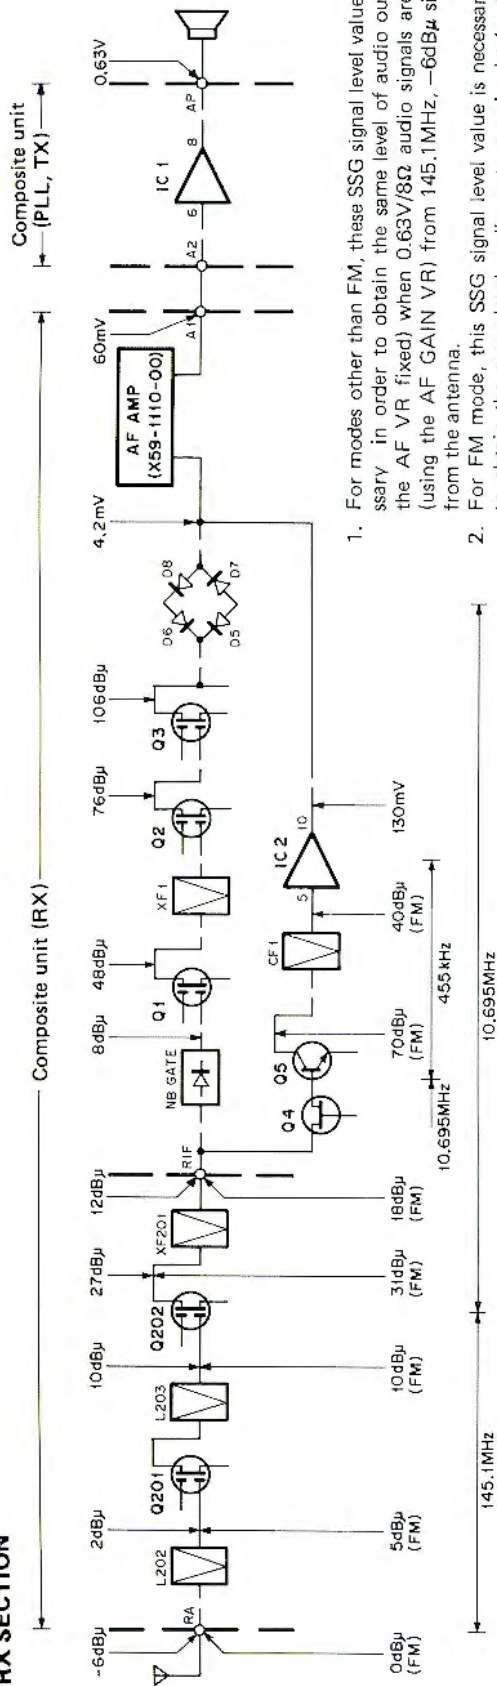 RX SECTION
Composite unit (RX)
Composite unit
(PLL, TX)
-6dBμ
2dBμ
10dBμ
27dBμ
12dBμ
8dBμ
48dBμ
76dBμ
106dBμ
4.2mV
60mV
0.63V
RA
L202
Q201
L203
Q202
XF201
RIF
NB GATE
Q1
XF1
Q2
Q3
D6
D8
D5
D7
AF AMP
(X59-1110-00)
A1
A2
6
IC 1
8
AP
Q4
Q5
CF1
5
IC 2
10
0dBμ
(FM)
5dBμ
(FM)
10dBμ
(FM)
31dBμ
(FM)
18dBμ
(FM)
70dBμ
(FM)
40dBμ
(FM)
130mV
10.695MHz
455kHz
145.1MHz
10.695MHz
1. For modes other than FM, these SSG signal level value
ssary in order to obtain the same level of audio ou
the AF VR fixed) when 0.63V/8Ω audio signals are
(using the AF GAIN VR) from 145.1MHz, −6dBμ si
from the antenna.
2. For FM mode, this SSG signal level value is necessar